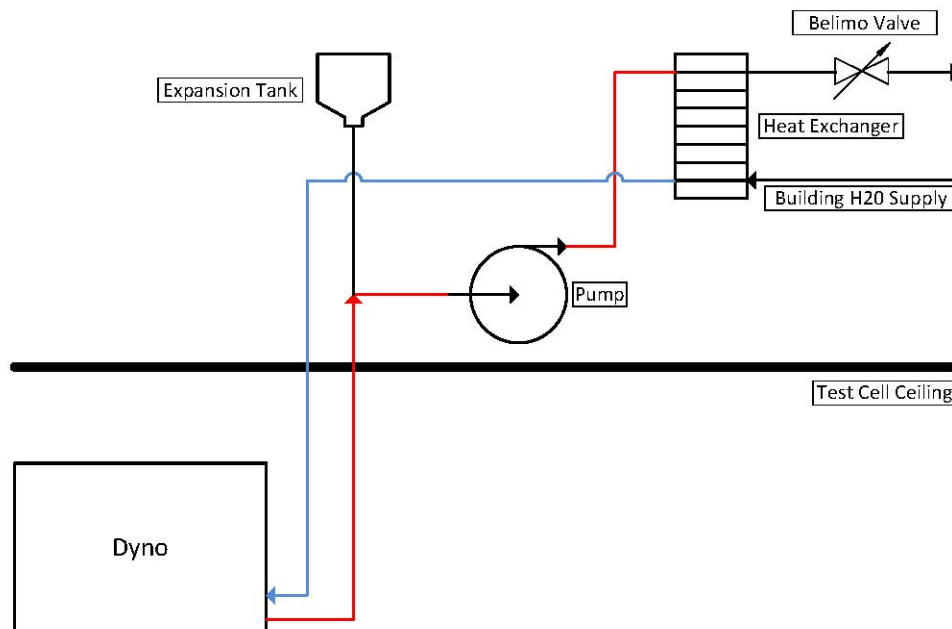 Belimo Valve
Expansion Tank
Heat Exchanger
Building H20 Supply
Pump
Test Cell Ceiling
Dyno